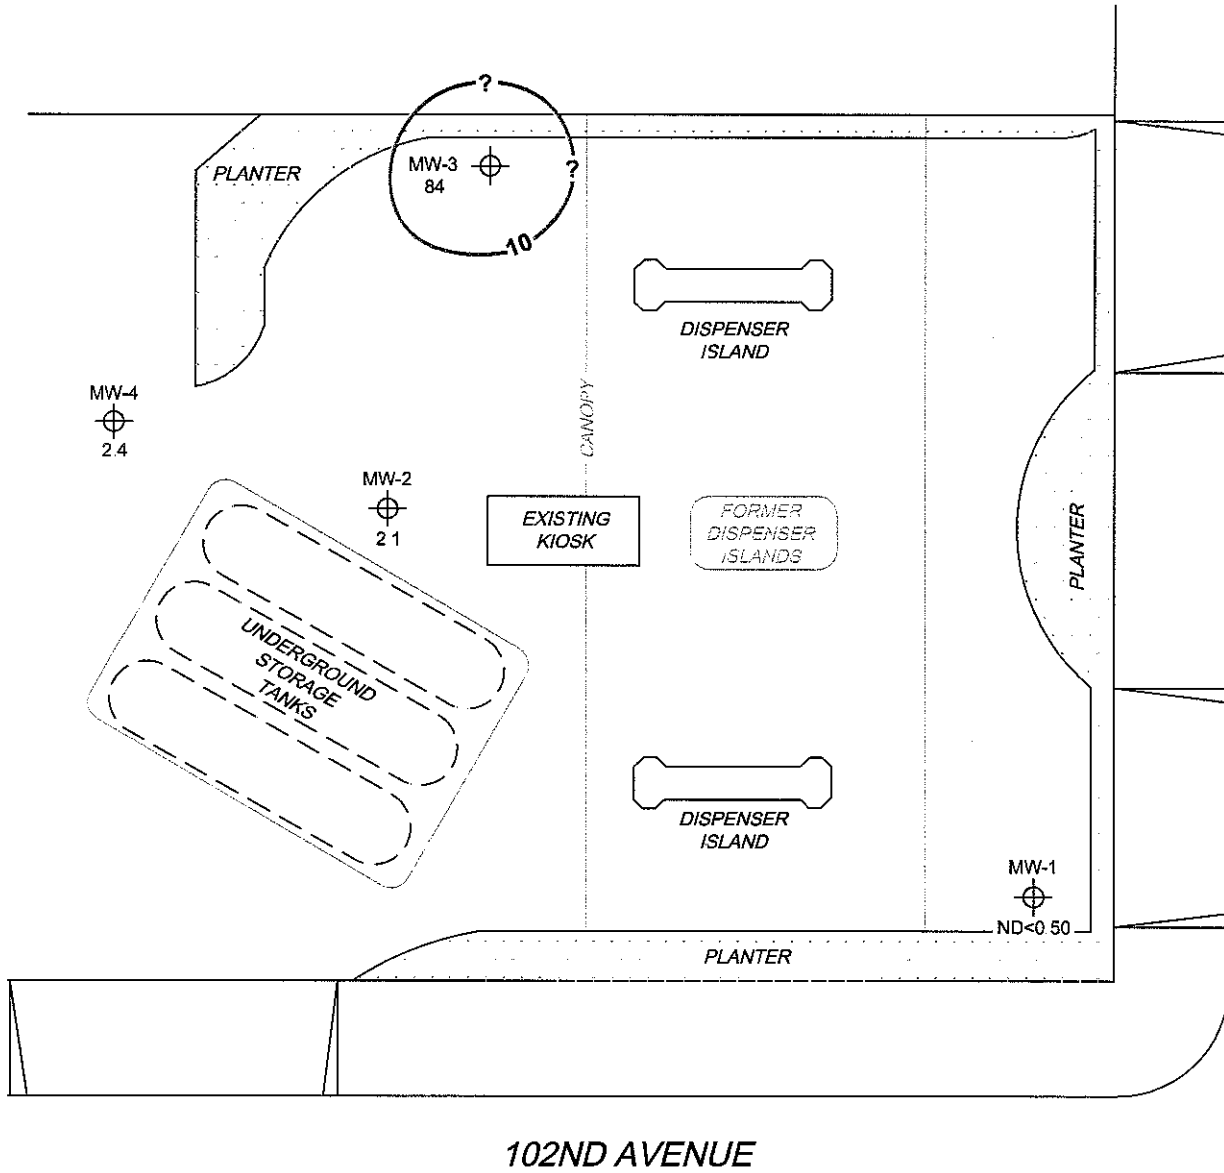 ?
PLANTER
MW-3
84
?
10
DISPENSER
ISLAND
MW-4
2.4
CANOPY
MW-2
2 1
EXISTING
KIOSK
FORMER
DISPENSER
ISLANDS
PLANTER
UNDERGROUND
STORAGE
TANKS
DISPENSER
ISLAND
MW-1
ND<0 50
PLANTER
102ND AVENUE